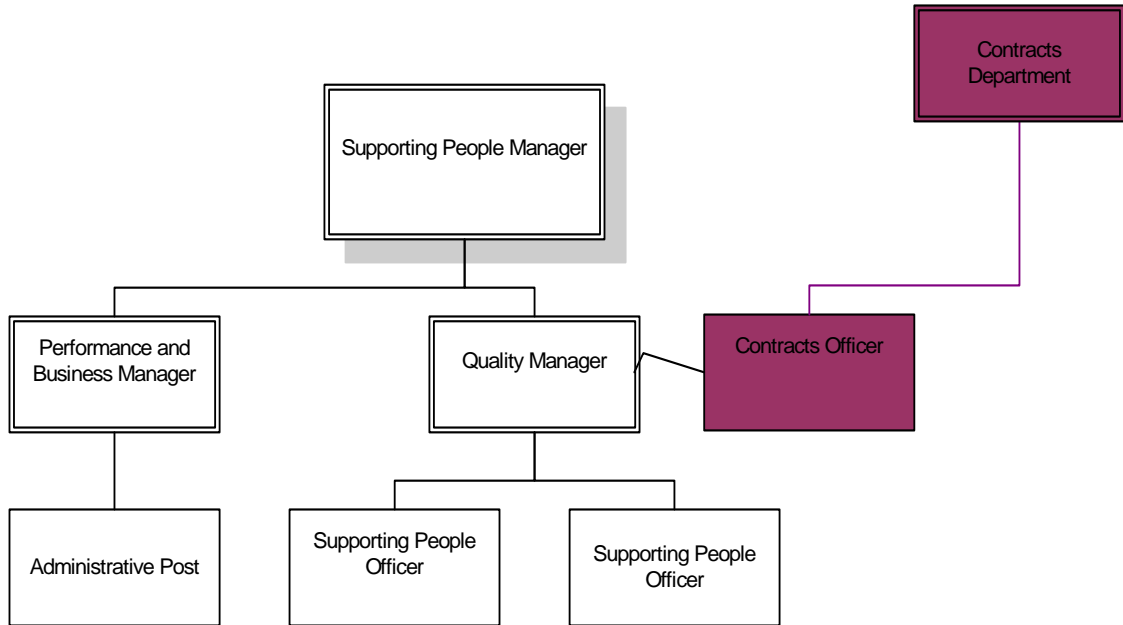 Contracts
Department
Supporting People Manager
Performance and
Business Manager
Quality Manager
Contracts Officer
Administrative Post
Supporting People
Officer
Supporting People
Officer